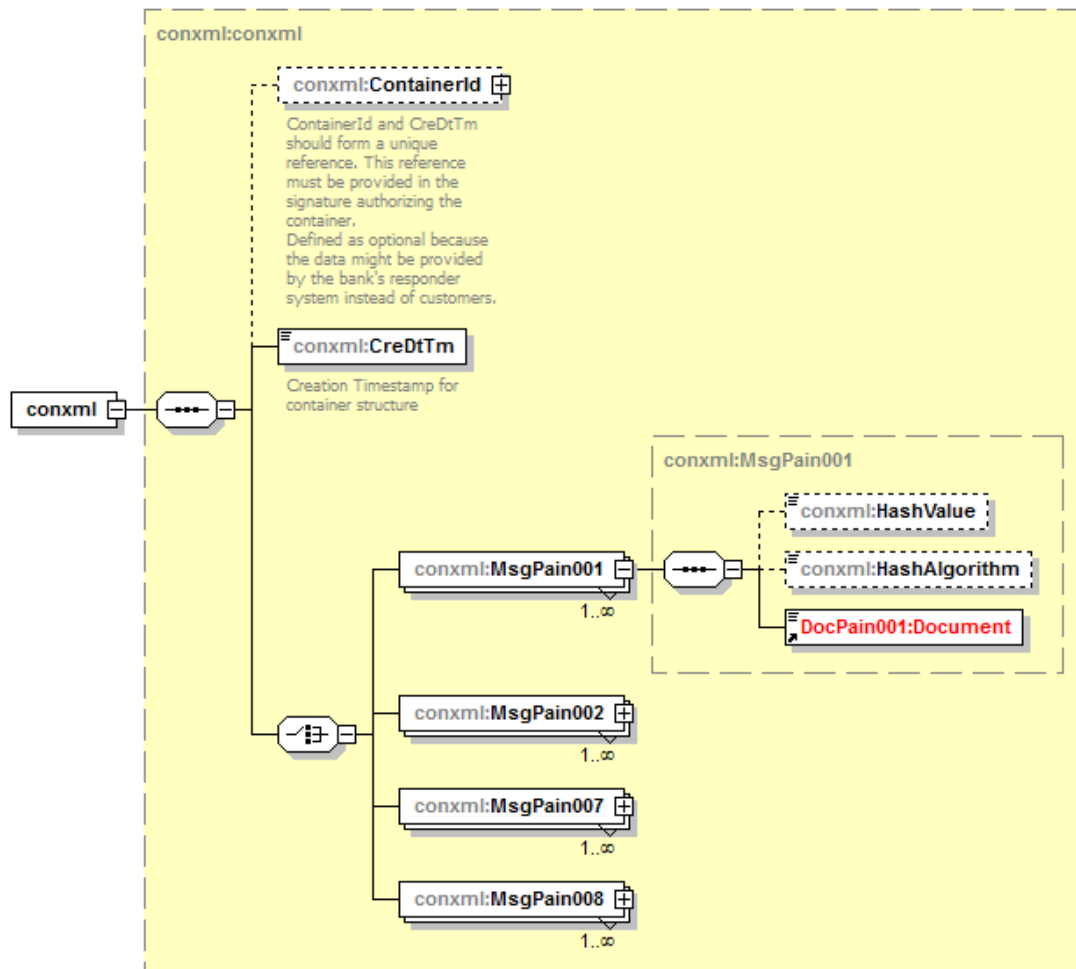 conxml:conxml
conxml:ContainerId
ContainerId and CreDtTm
should form a unique
reference. This reference
must be provided in the
signature authorizing the
container.
Defined as optional because
the data might be provided
by the bank's responder
system instead of customers.
conxml:CreDtTm
Creation Timestamp for
container structure
conxml
conxml:MsgPain001
conxml:HashValue
conxml:HashAlgorithm
DocPain001:Document
conxml:MsgPain001
1..∞
conxml:MsgPain002
1..∞
conxml:MsgPain007
1..∞
conxml:MsgPain008
1..∞